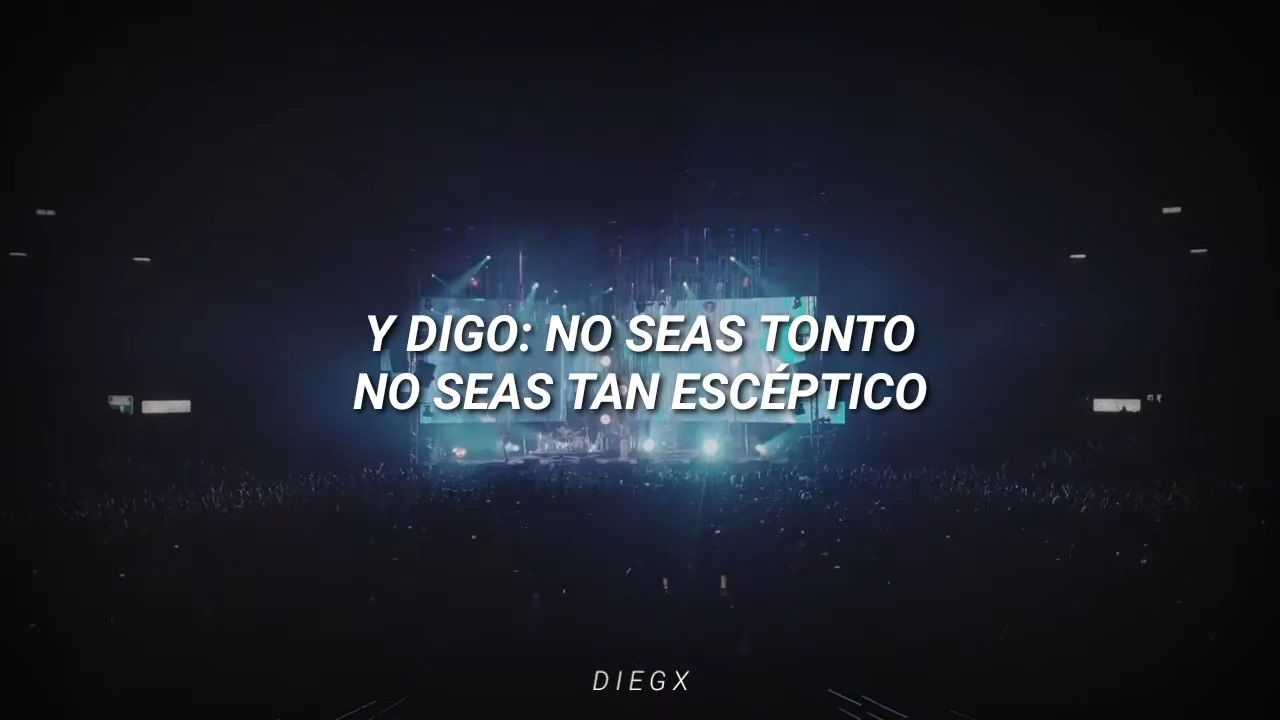 Y DIGO: NO SEAS TONTO
NO SEAS TAN ESCÉPTICO
DIEGX